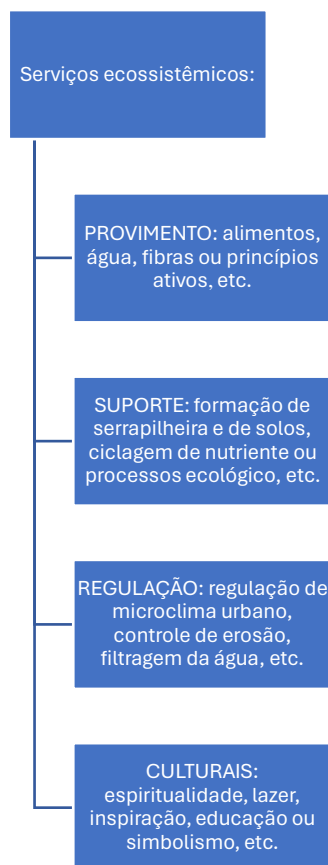 Serviços ecossistêmicos:
PROVIMENTO: alimentos,
água, fibras ou princípios
ativos, etc.
SUPORTE: formação de
serrapilheira e de solos,
ciclagem de nutriente ou
processos ecológico, etc.
REGULAÇÃO: regulação de
microclima urbano,
controle de erosão,
filtragem da água, etc.
CULTURAIS:
espiritualidade, lazer,
inspiração, educação ou
simbolismo, etc.